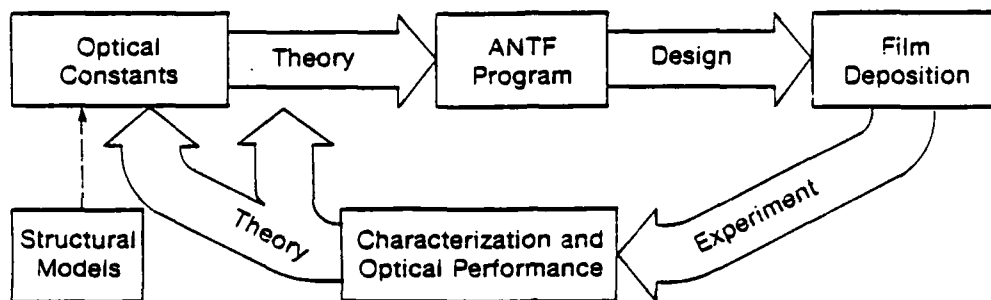 Optical
Constants
Theory
ANTF
Program
Design
Film
Deposition
Structural
Models
Theory
Characterization and
Optical Performance
Experiment